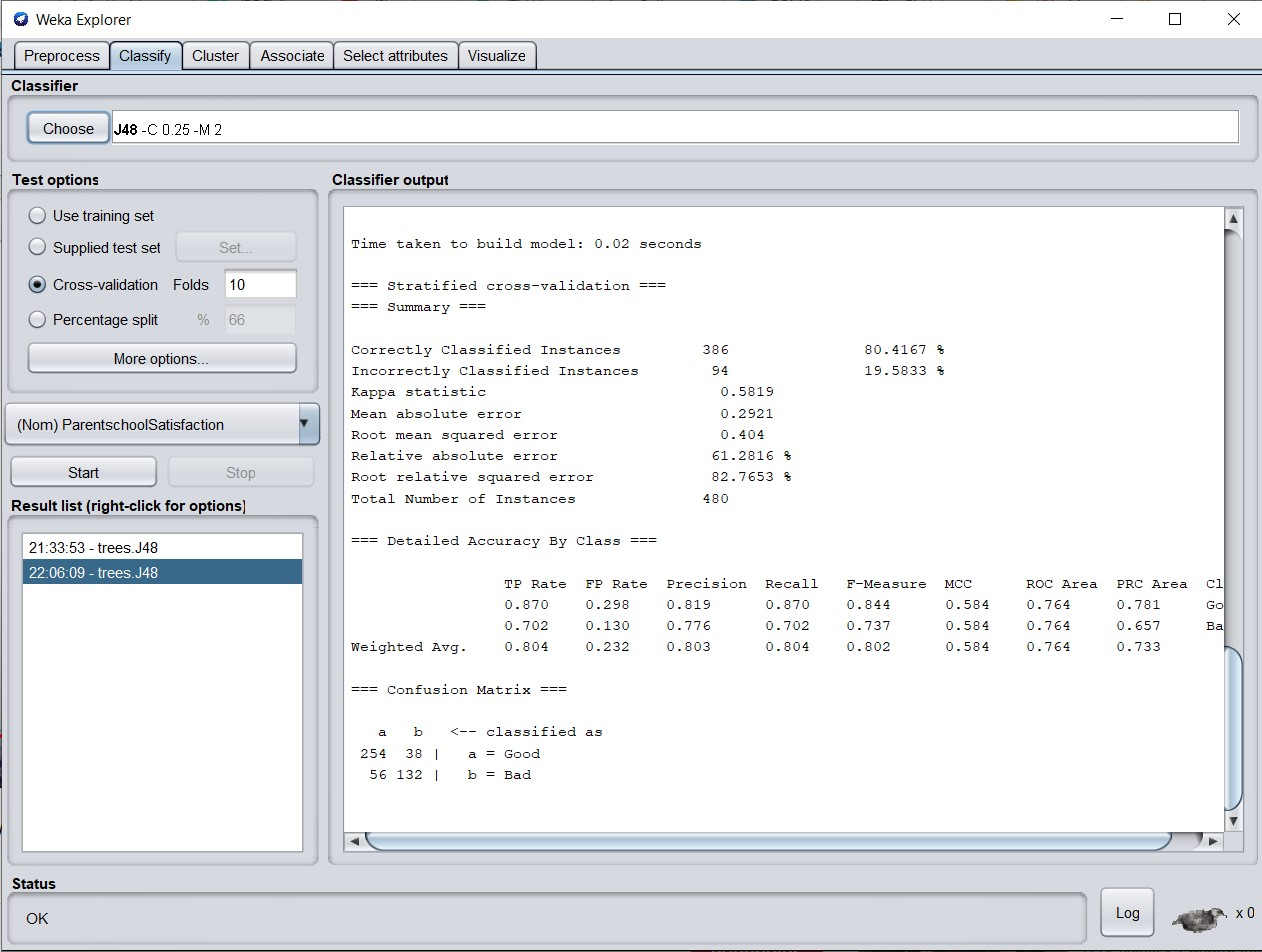 Weka Explorer
Preprocess Classify Cluster Associate Select attributes Visualize
Classifier
Choose J48 -C 0.25 -M 2
Test options
Use training set
Supplied test set Set...
Cross-validation Folds 10
Percentage split % 66
More options...
(Nom) ParentschoolSatisfaction
Start Stop
Result list (right-click for options)
21:33:53 - trees.J48
22:06:09 - trees.J48
Classifier output
Time taken to build model: 0.02 seconds
=== Stratified cross-validation ===
=== Summary ===
Correctly Classified Instances 386 80.4167 %
Incorrectly Classified Instances 94 19.5833 %
Kappa statistic 0.5819
Mean absolute error 0.2921
Root mean squared error 0.404
Relative absolute error 61.2816 %
Root relative squared error 82.7653 %
Total Number of Instances 480
=== Detailed Accuracy By Class ===
TP Rate FP Rate Precision Recall F-Measure MCC ROC Area PRC Area Cl
0.870 0.298 0.819 0.870 0.844 0.584 0.764 0.781 Go
0.702 0.130 0.776 0.702 0.737 0.584 0.764 0.657 Ba
Weighted Avg. 0.804 0.232 0.803 0.804 0.802 0.584 0.764 0.733
=== Confusion Matrix ===
a b <-- classified as
254 38 | a = Good
56 132 | b = Bad
Status
OK
Log x 0